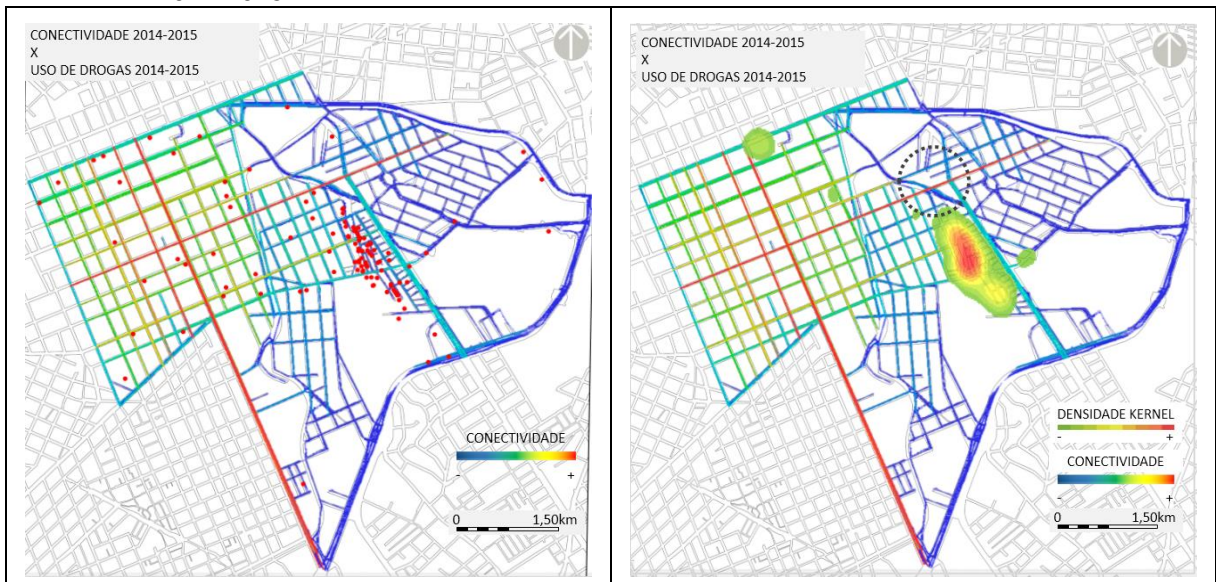 CONECTIVIDADE 2014-2015
X
USO DE DROGAS 2014-2015
CONECTIVIDADE
- +
0 1,50km
CONECTIVIDADE 2014-2015
X
USO DE DROGAS 2014-2015
DENSIDADE KERNEL
- +
CONECTIVIDADE
- +
0 1,50km